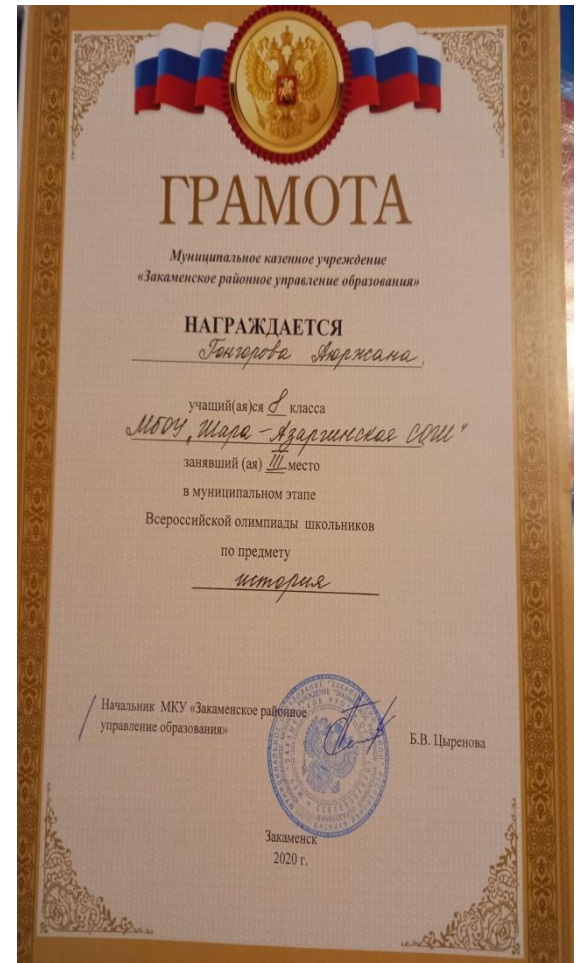 ГРАМОТА
Муниципальное казенное учреждение
«Закаменское районное управление образования»
НАГРАЖДАЕТСЯ
Гонгорова Аюржана,
учащий(ая)ся 8 класса
МБОУ „Шара-Азаргинская СОШ"
занявший (ая) III место
в муниципальном этапе
Всероссийской олимпиады школьников
по предмету
история
Начальник МКУ «Закаменское районное
управление образования»
Б.В. Цыренова
Закаменск
2020 г.